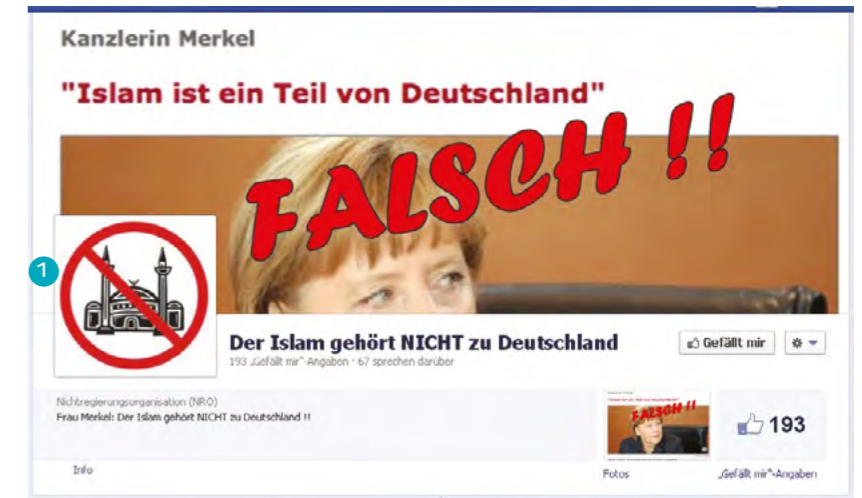 Kanzlerin Merkel
"Islam ist ein Teil von Deutschland"
FALSCH !!
1
Der Islam gehört NICHT zu Deutschland
Gefällt mir
193 „Gefällt mir“-Angaben · 67 sprechen darüber
Nichtregierungsorganisation (NRO)
Frau Merkel: Der Islam gehört NICHT zu Deutschland !!
FALSCH !!
193
Info
Fotos
„Gefällt mir“-Angaben